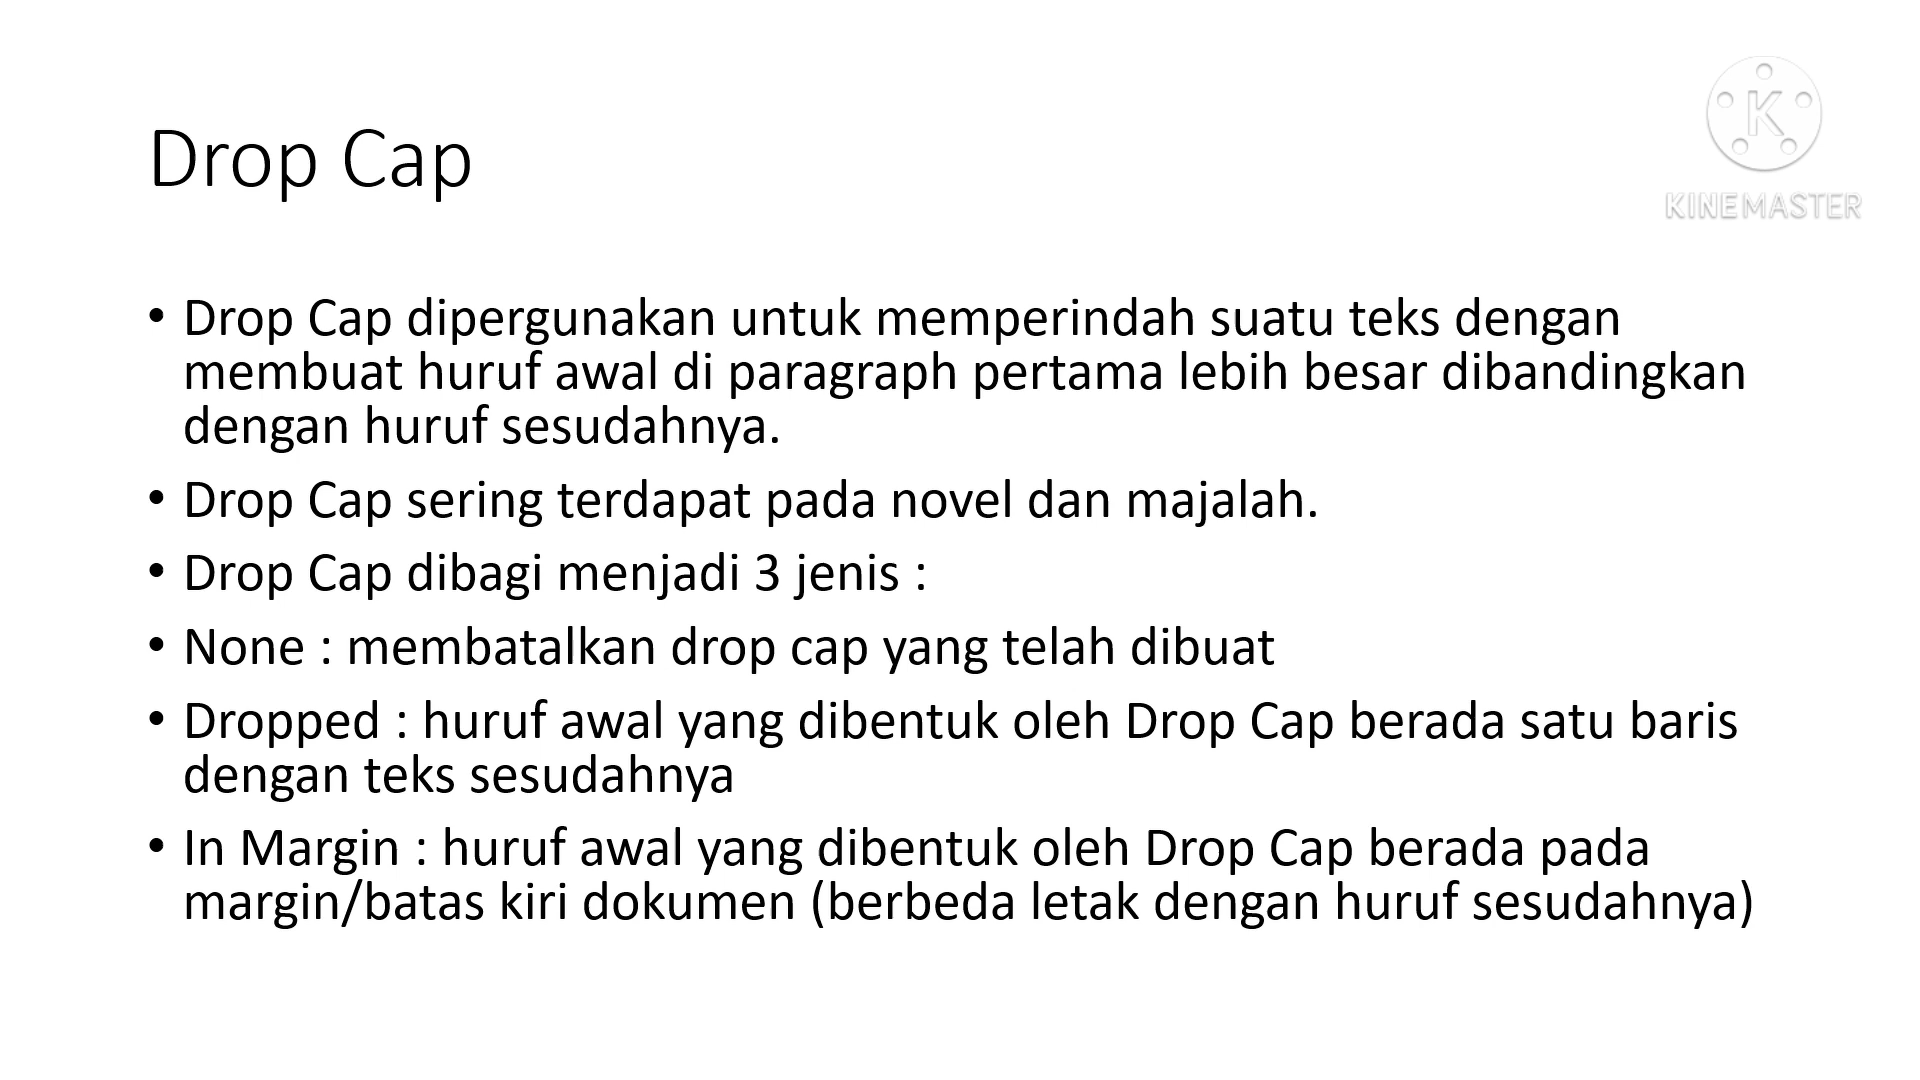 Drop Cap
K
KINEMASTER
• Drop Cap dipergunakan untuk memperindah suatu teks dengan
membuat huruf awal di paragraph pertama lebih besar dibandingkan
dengan huruf sesudahnya.
• Drop Cap sering terdapat pada novel dan majalah.
• Drop Cap dibagi menjadi 3 jenis :
• None : membatalkan drop cap yang telah dibuat
• Dropped : huruf awal yang dibentuk oleh Drop Cap berada satu baris
dengan teks sesudahnya
• In Margin : huruf awal yang dibentuk oleh Drop Cap berada pada
margin/batas kiri dokumen (berbeda letak dengan huruf sesudahnya)